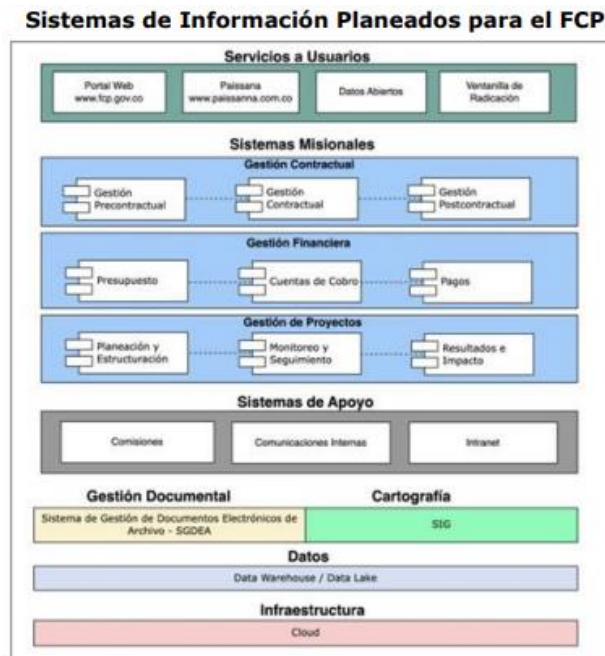 Sistemas de Información Planeados para el FCP
Servicios a Usuarios
Portal Web
www.fcp.gov.co
Paissana
www.paissanna.com.co
Datos Abiertos
Ventanilla de
Radicación
Sistemas Misionales
Gestión Contractual
Gestión
Precontractual
Gestión
Contractual
Gestión
Postcontractual
Gestión Financiera
Presupuesto
Cuentas de Cobro
Pagos
Gestión de Proyectos
Planeación y
Estructuración
Monitoreo y
Seguimiento
Resultados e
Impacto
Sistemas de Apoyo
Comisiones
Comunicaciones Internas
Intranet
Gestión Documental
Cartografía
Sistema de Gestión de Documentos Electrónicos de
Archivo - SGDEA
SIG
Datos
Data Warehouse / Data Lake
Infraestructura
Cloud